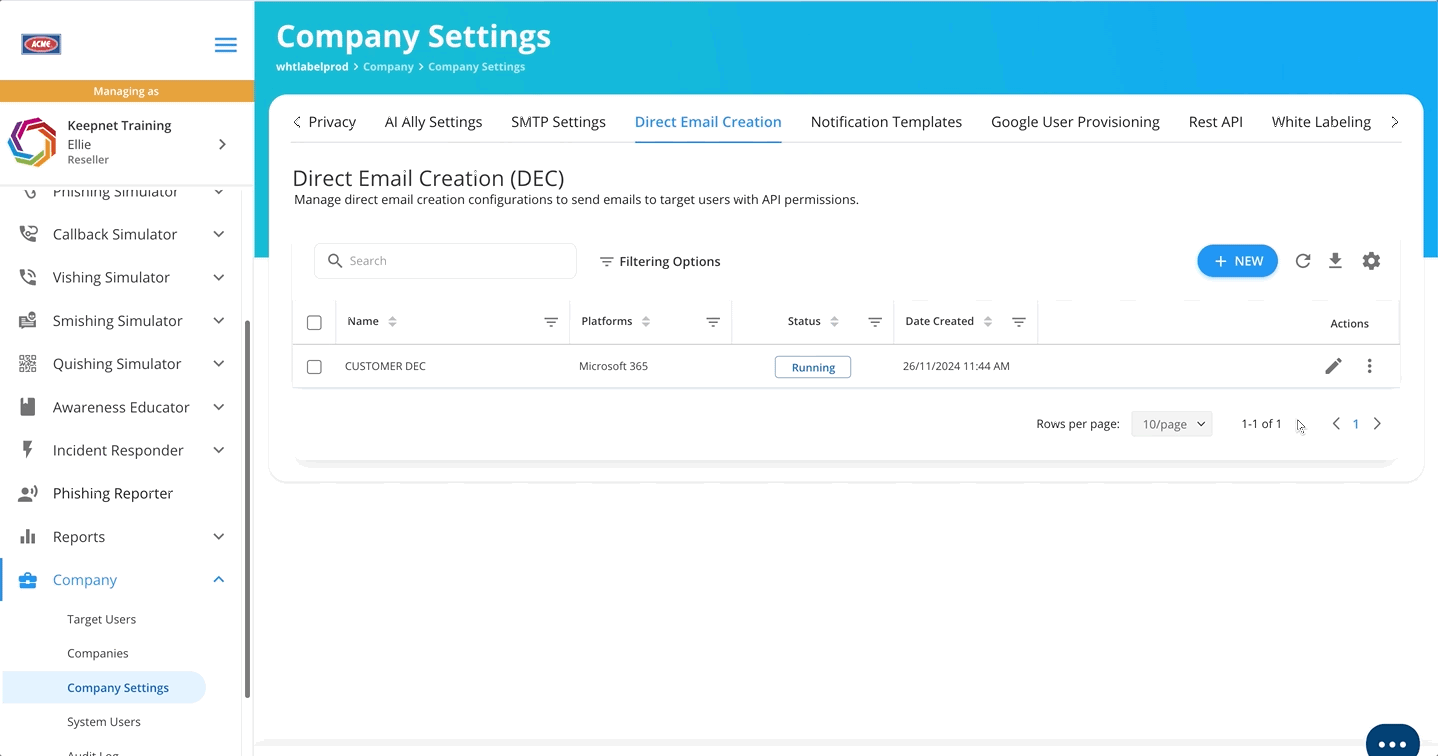 ACME
Managing as
Keepnet Training
Ellie
Reseller
Phishing Simulator
Callback Simulator
Vishing Simulator
Smishing Simulator
Quishing Simulator
Awareness Educator
Incident Responder
Phishing Reporter
Reports
Company
Target Users
Companies
Company Settings
System Users
Audit Log
Company Settings
whtlabelprod > Company > Company Settings
Privacy AI Ally Settings SMTP Settings Direct Email Creation Notification Templates Google User Provisioning Rest API White Labeling
Direct Email Creation (DEC)
Manage direct email creation configurations to send emails to target users with API permissions.
Search Filtering Options + NEW
Name Platforms Status Date Created Actions
CUSTOMER DEC Microsoft 365 Running 26/11/2024 11:44 AM
Rows per page: 10/page 1-1 of 1 1